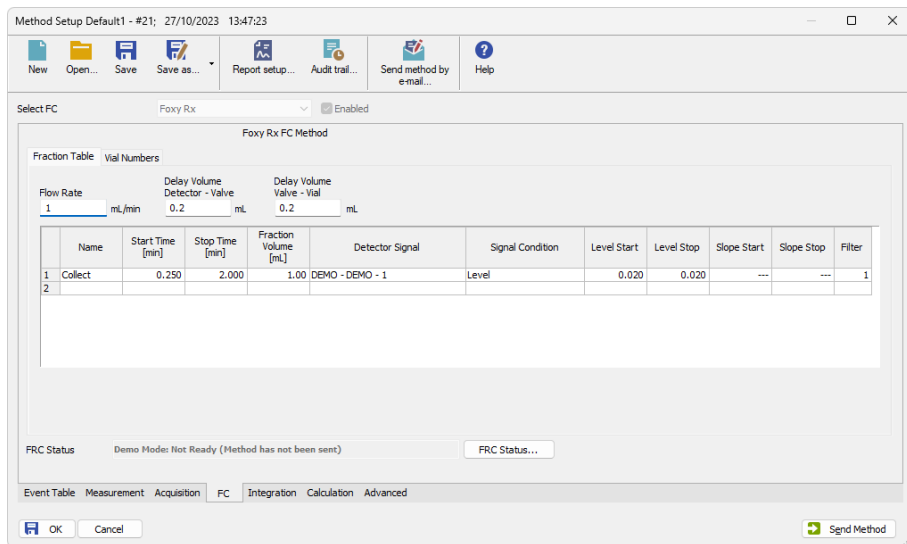 Method Setup Default1 - #21; 27/10/2023 13:47:23
New Open... Save Save as... Report setup... Audit trail... Send method by e-mail... Help
Select FC Foxy Rx Enabled
Foxy Rx FC Method
Fraction Table Vial Numbers
Flow Rate Delay Volume Detector - Valve Delay Volume Valve - Vial
1 mL/min 0.2 mL 0.2 mL
Name Start Time [min] Stop Time [min] Fraction Volume [mL] Detector Signal Signal Condition Level Start Level Stop Slope Start Slope Stop Filter
1 Collect 0.250 2.000 1.00 DEMO - DEMO - 1 Level 0.020 0.020 --- --- 1
2
FRC Status Demo Mode: Not Ready (Method has not been sent) FRC Status...
Event Table Measurement Acquisition FC Integration Calculation Advanced
OK Cancel Send Method